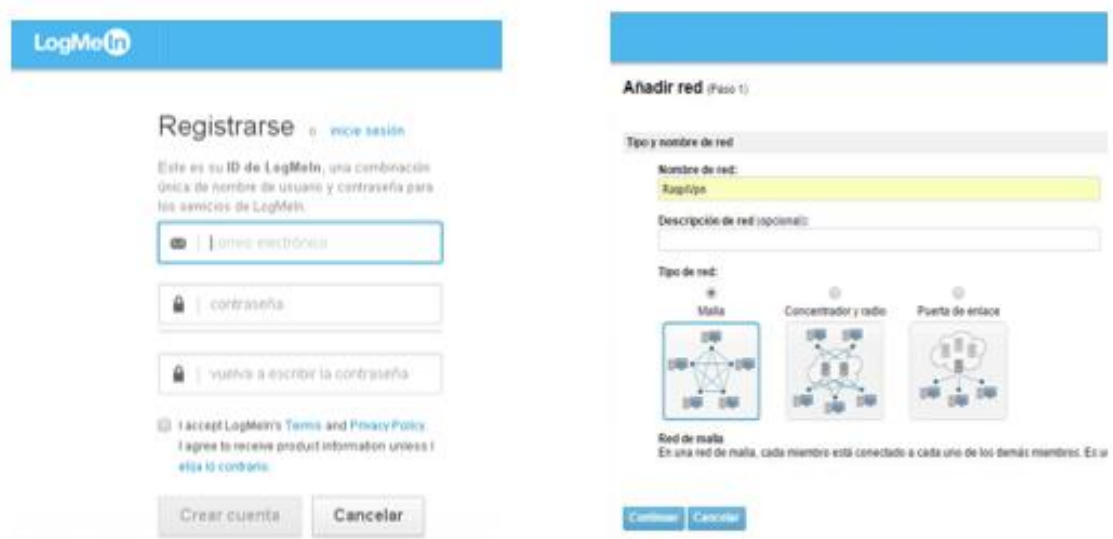 LogMeIn
Registrarse o inicie sesión
Este es su ID de LogMeIn, una combinación
única de nombre de usuario y contraseña para
los servicios de LogMeIn.
correo electrónico
contraseña
vuelva a escribir la contraseña
I accept LogMeIn's Terms and Privacy Policy.
I agree to receive product information unless I
elija lo contrario.
Crear cuenta
Cancelar
Añadir red (Paso 1)
Tipo y nombre de red
Nombre de red:
RaspiVpn
Descripción de red (opcional):
Tipo de red:
Malla
Concentrador y radio
Puerta de enlace
Red de malla
En una red de malla, cada miembro está conectado a cada uno de los demás miembros. Es u
Continuar
Cancelar